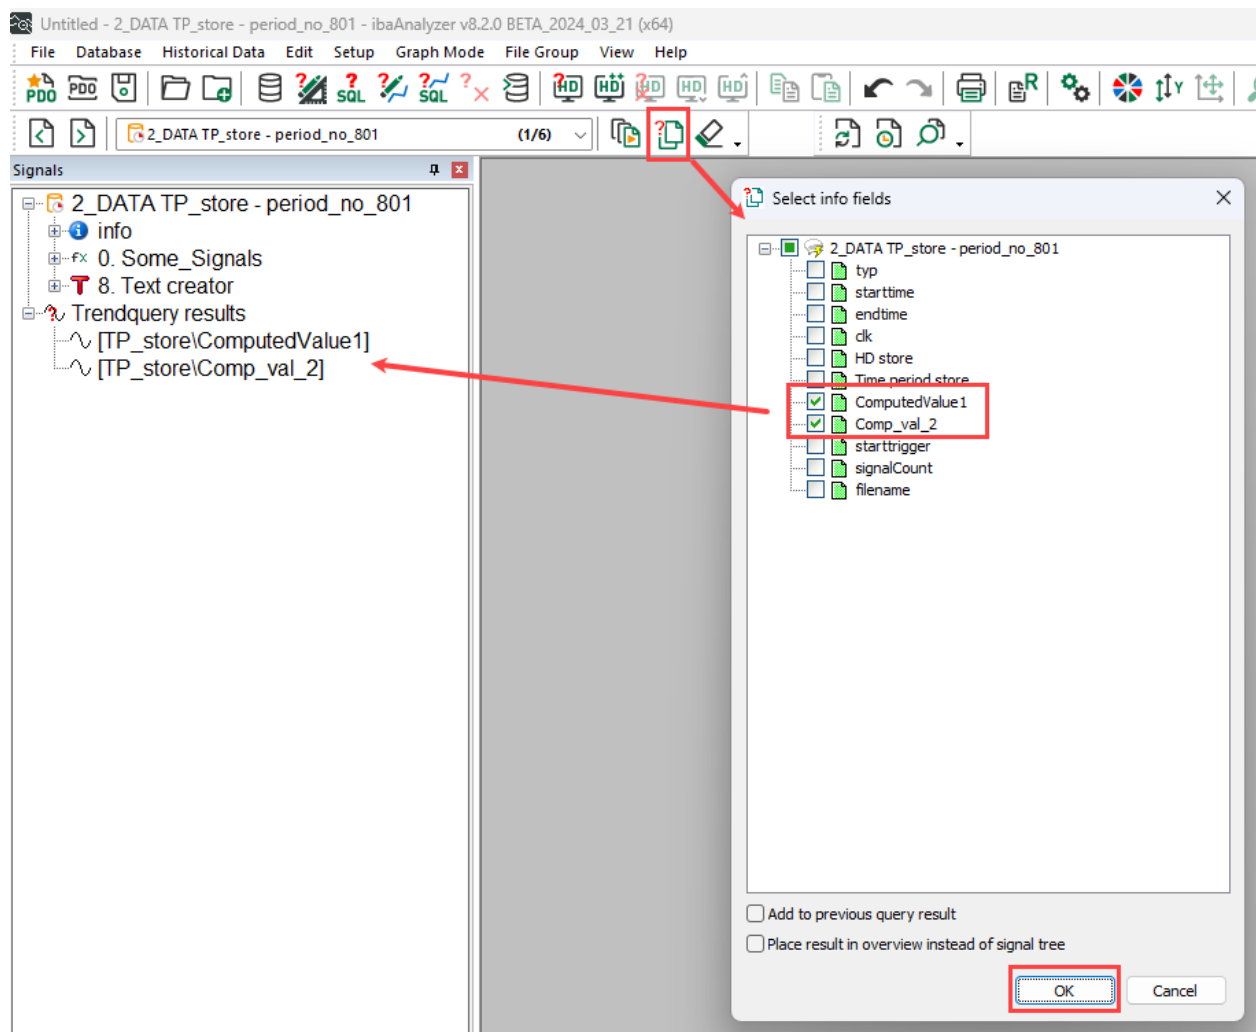 Untitled - 2_DATA TP_store - period_no_801 - ibaAnalyzer v8.2.0 BETA_2024_03_21 (x64)
File Database Historical Data Edit Setup Graph Mode File Group View Help
PDO PDO SQL SQL HD HD HD HD HD R Y
2_DATA TP_store - period_no_801 (1/6)
Signals
2_DATA TP_store - period_no_801
info
fx 0. Some_Signals
T 8. Text creator
Trendquery results
[TP_store\ComputedValue1]
[TP_store\Comp_val_2]
Select info fields
2_DATA TP_store - period_no_801
typ
starttime
endtime
clk
HD store
Time period store
ComputedValue1
Comp_val_2
starttrigger
signalCount
filename
Add to previous query result
Place result in overview instead of signal tree
OK Cancel